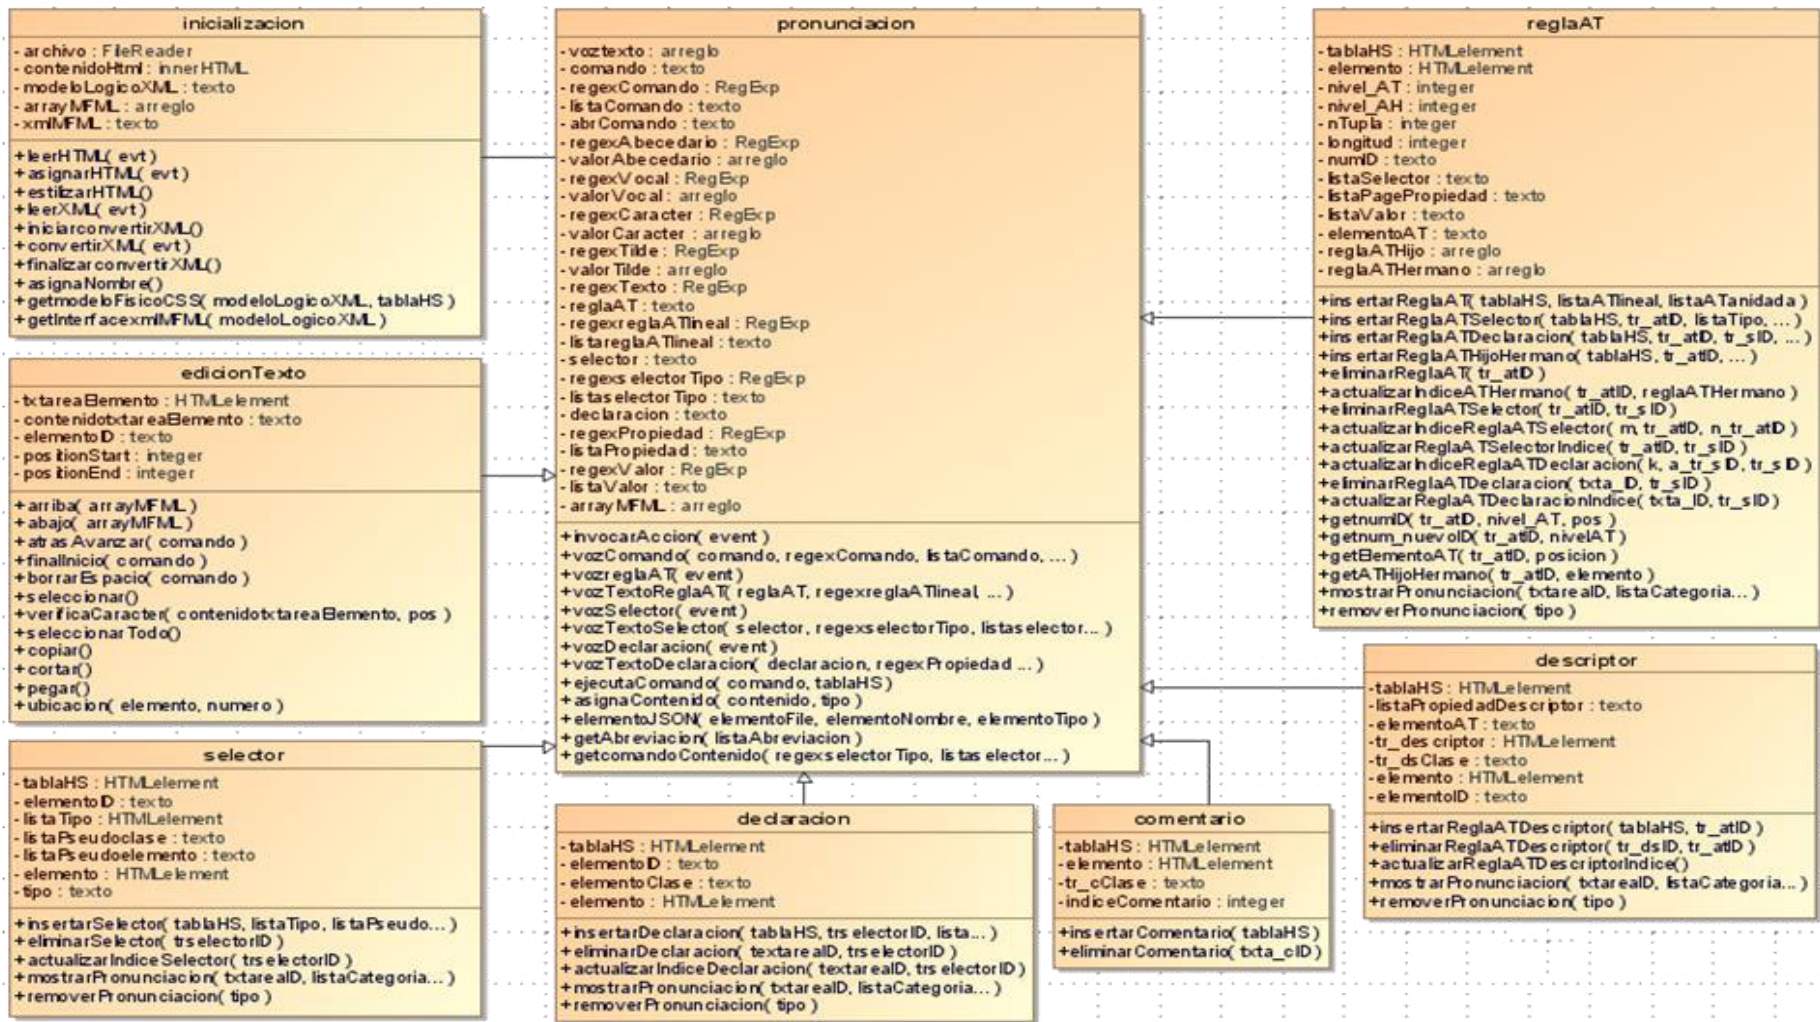 inicializacion
- archivo : FileReader
- contenidoHtml : innerHTML
- modeloLogicoXML : texto
- arrayMFML : arreglo
- xmlMFML : texto
+leerHTML( evt )
+asignarHTML( evt )
+estilizarHTML()
+leerXML( evt )
+iniciarconvertirXML()
+convertirXML( evt )
+finalizarconvertirXML()
+asignaNombre()
+getmodeloFisicoCSS( modeloLogicoXML, tablaHS )
+getInterfacexmlMFML( modeloLogicoXML )
edicionTexto
- txtareaElemento : HTMLelement
- contenidotxtareaElemento : texto
- elementoID : texto
- positionStart : integer
- positionEnd : integer
+arriba( arrayMFML )
+abajo( arrayMFML )
+atrasAvanzar( comando )
+finalInicio( comando )
+borrarEspacio( comando )
+seleccionar()
+verificaCaracter( contenidotxtareaElemento, pos )
+seleccionarTodo()
+copiar()
+cortar()
+pegar()
+ubicacion( elemento, numero )
selector
- tablaHS : HTMLelement
- elementoID : texto
- listaTipo : HTMLelement
- listaPseudoclase : texto
- listaPseudoelemento : texto
- elemento : HTMLelement
- tipo : texto
+insertarSelector( tablaHS, listaTipo, listaPseudo...)
+eliminarSelector( trselectorID )
+actualizarIndiceSelector( trselectorID )
+mostrarPronunciacion( txtareaID, listaCategoria...)
+removerPronunciacion( tipo )
pronunciacion
- voztexto : arreglo
- comando : texto
- regexComando : RegExp
- listaComando : texto
- abrComando : texto
- regexAbecedario : RegExp
- valorAbecedario : arreglo
- regexVocal : RegExp
- valorVocal : arreglo
- regexCaracter : RegExp
- valorCaracter : arreglo
- regexTilde : RegExp
- valorTilde : arreglo
- regexTexto : RegExp
- reglaAT : texto
- regexreglaATlineal : RegExp
- listareglaATlineal : texto
- selector : texto
- regexselectorTipo : RegExp
- listaselectorTipo : texto
- declaracion : texto
- regexPropiedad : RegExp
- listaPropiedad : texto
- regexValor : RegExp
- listaValor : texto
- arrayMFML : arreglo
+invocarAccion( event )
+vozComando( comando, regexComando, listaComando, ... )
+vozreglaAT( event )
+vozTextoReglaAT( reglaAT, regexreglaATlineal, ... )
+vozSelector( event )
+vozTextoSelector( selector, regexselectorTipo, listaselector... )
+vozDeclaracion( event )
+vozTextoDeclaracion( declaracion, regexPropiedad ... )
+ejecutaComando( comando, tablaHS )
+asignaContenido( contenido, tipo )
+elementoJSON( elementoFile, elementoNombre, elementoTipo )
+getAbreviacion( listaAbreviacion )
+getcomandoContenido( regexselectorTipo, listaselector... )
declaracion
-tablaHS : HTMLelement
- elementoID : texto
- elementoClase : texto
- elemento : HTMLelement
+insertarDeclaracion( tablaHS, trselectorID, lista...)
+eliminarDeclaracion( textareaID, trselectorID )
+actualizarIndiceDeclaracion( textareaID, trselectorID )
+mostrarPronunciacion( txtareaID, listaCategoria...)
+removerPronunciacion( tipo )
comentario
-tablaHS : HTMLelement
- elemento : HTMLelement
-tr_cClase : texto
-indiceComentario : integer
+insertarComentario( tablaHS )
+eliminarComentario( txta_cID )
reglaAT
-tablaHS : HTMLelement
- elemento : HTMLelement
- nivel_AT : integer
- nivel_AH : integer
- nTupla : integer
- longitud : integer
- numID : texto
- listaSelector : texto
- listaPagePropiedad : texto
- listaValor : texto
- elementoAT : texto
- reglaATHijo : arreglo
- reglaATHermano : arreglo
+insertarReglaAT( tablaHS, listaATlineal, listaATanidada )
+insertarReglaATSelector( tablaHS, tr_atID, listaTipo, ... )
+insertarReglaATDeclaracion( tablaHS, tr_atID, tr_sID, ... )
+insertarReglaATHijoHermano( tablaHS, tr_atID, ... )
+eliminarReglaAT( tr_atID )
+actualizarIndiceATHermano( tr_atID, reglaATHermano )
+eliminarReglaATSelector( tr_atID, tr_sID )
+actualizarIndiceReglaATSelector( m, tr_atID, n_tr_atID )
+actualizarReglaATSelectorIndice( tr_atID, tr_sID )
+actualizarIndiceReglaATDeclaracion( k, a_tr_sID, tr_sID )
+eliminarReglaATDeclaracion( txta_ID, tr_sID )
+actualizarReglaATDeclaracionIndice( txta_ID, tr_sID )
+getnumID( tr_atID, nivel_AT, pos )
+getnum_nuevoID( tr_atID, nivelAT )
+getElementoAT( tr_atID, posicion )
+getATHijoHermano( tr_atID, elemento )
+mostrarPronunciacion( txtareaID, listaCategoria... )
+removerPronunciacion( tipo )
descriptor
-tablaHS : HTMLelement
-listaPropiedadDescriptor : texto
- elementoAT : texto
-tr_descriptor : HTMLelement
-tr_dsClase : texto
- elemento : HTMLelement
- elementoID : texto
+insertarReglaATDescriptor( tablaHS, tr_atID )
+eliminarReglaATDescriptor( tr_dsID, tr_atID )
+actualizarReglaATDescriptorIndice()
+mostrarPronunciacion( txtareaID, listaCategoria...)
+removerPronunciacion( tipo )